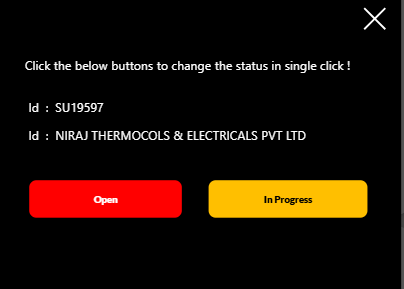 Click the below buttons to change the status in single click !
Id : SU19597
Id : NIRAJ THERMOCOLS & ELECTRICALS PVT LTD
Open In Progress